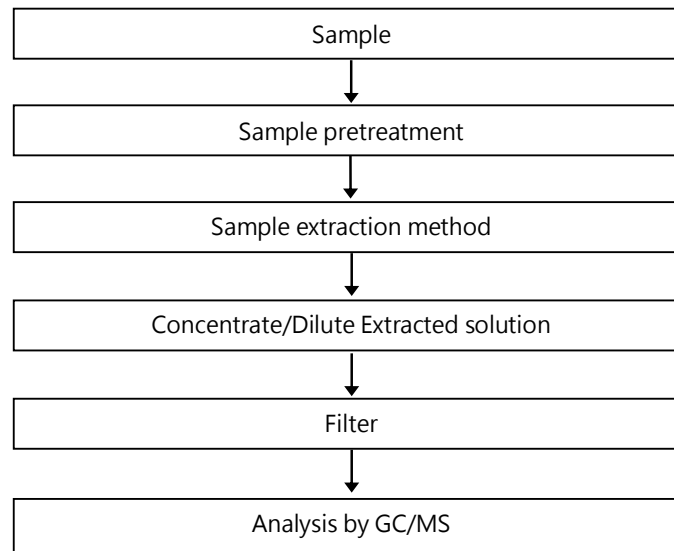 Sample
Sample pretreatment
Sample extraction method
Concentrate/Dilute Extracted solution
Filter
Analysis by GC/MS